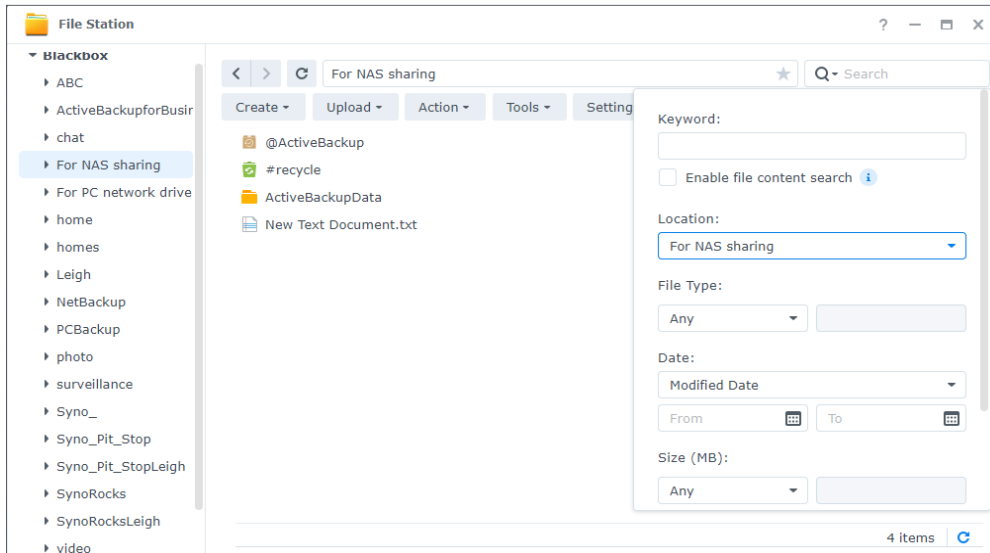 File Station
Blackbox
ABC
ActiveBackupforBusir
chat
For NAS sharing
For PC network drive
home
homes
Leigh
NetBackup
PCBackup
photo
surveillance
Syno_
Syno_Pit_Stop
Syno_Pit_StopLeigh
SynoRocks
SynoRocksLeigh
video
For NAS sharing
Search
Create
Upload
Action
Tools
Setting
@ActiveBackup
#recycle
ActiveBackupData
New Text Document.txt
Keyword:
Enable file content search
Location:
For NAS sharing
File Type:
Any
Date:
Modified Date
From To
Size (MB):
Any
4 items